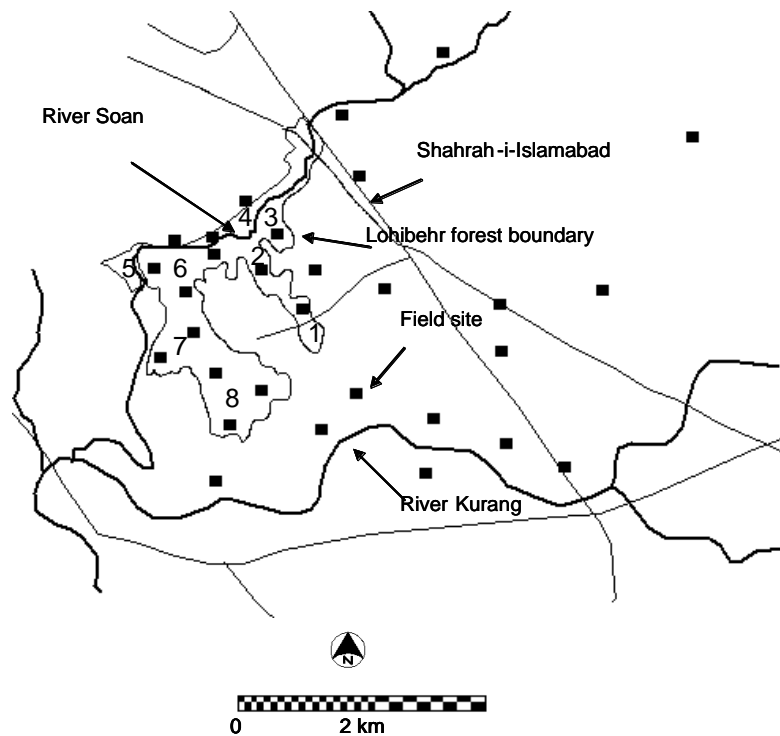 River Soan
Shahrah-i-Islamabad
4
3
Lohibehr forest boundary
2
5
6
Field site
1
7
8
River Kurang
N
0
2 km